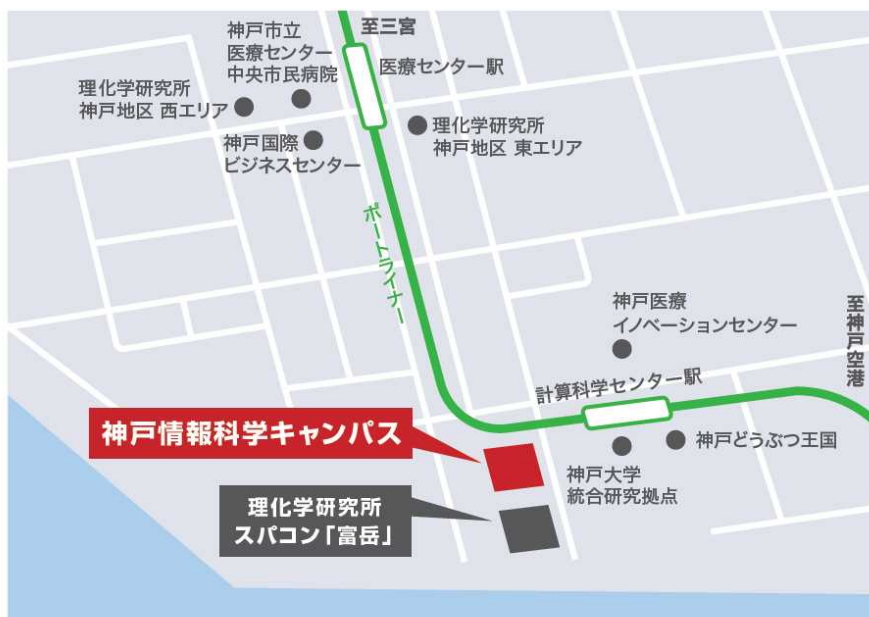 至三宮
神戸市立
医療センター
中央市民病院
医療センター駅
理化学研究所
神戸地区 西エリア
神戸国際
ビジネスセンター
理化学研究所
神戸地区 東エリア
ポートライナー
神戸医療
イノベーションセンター
至神戸空港
計算科学センター駅
神戸情報科学キャンパス
神戸どうぶつ王国
神戸大学
統合研究拠点
理化学研究所
スパコン「富岳」